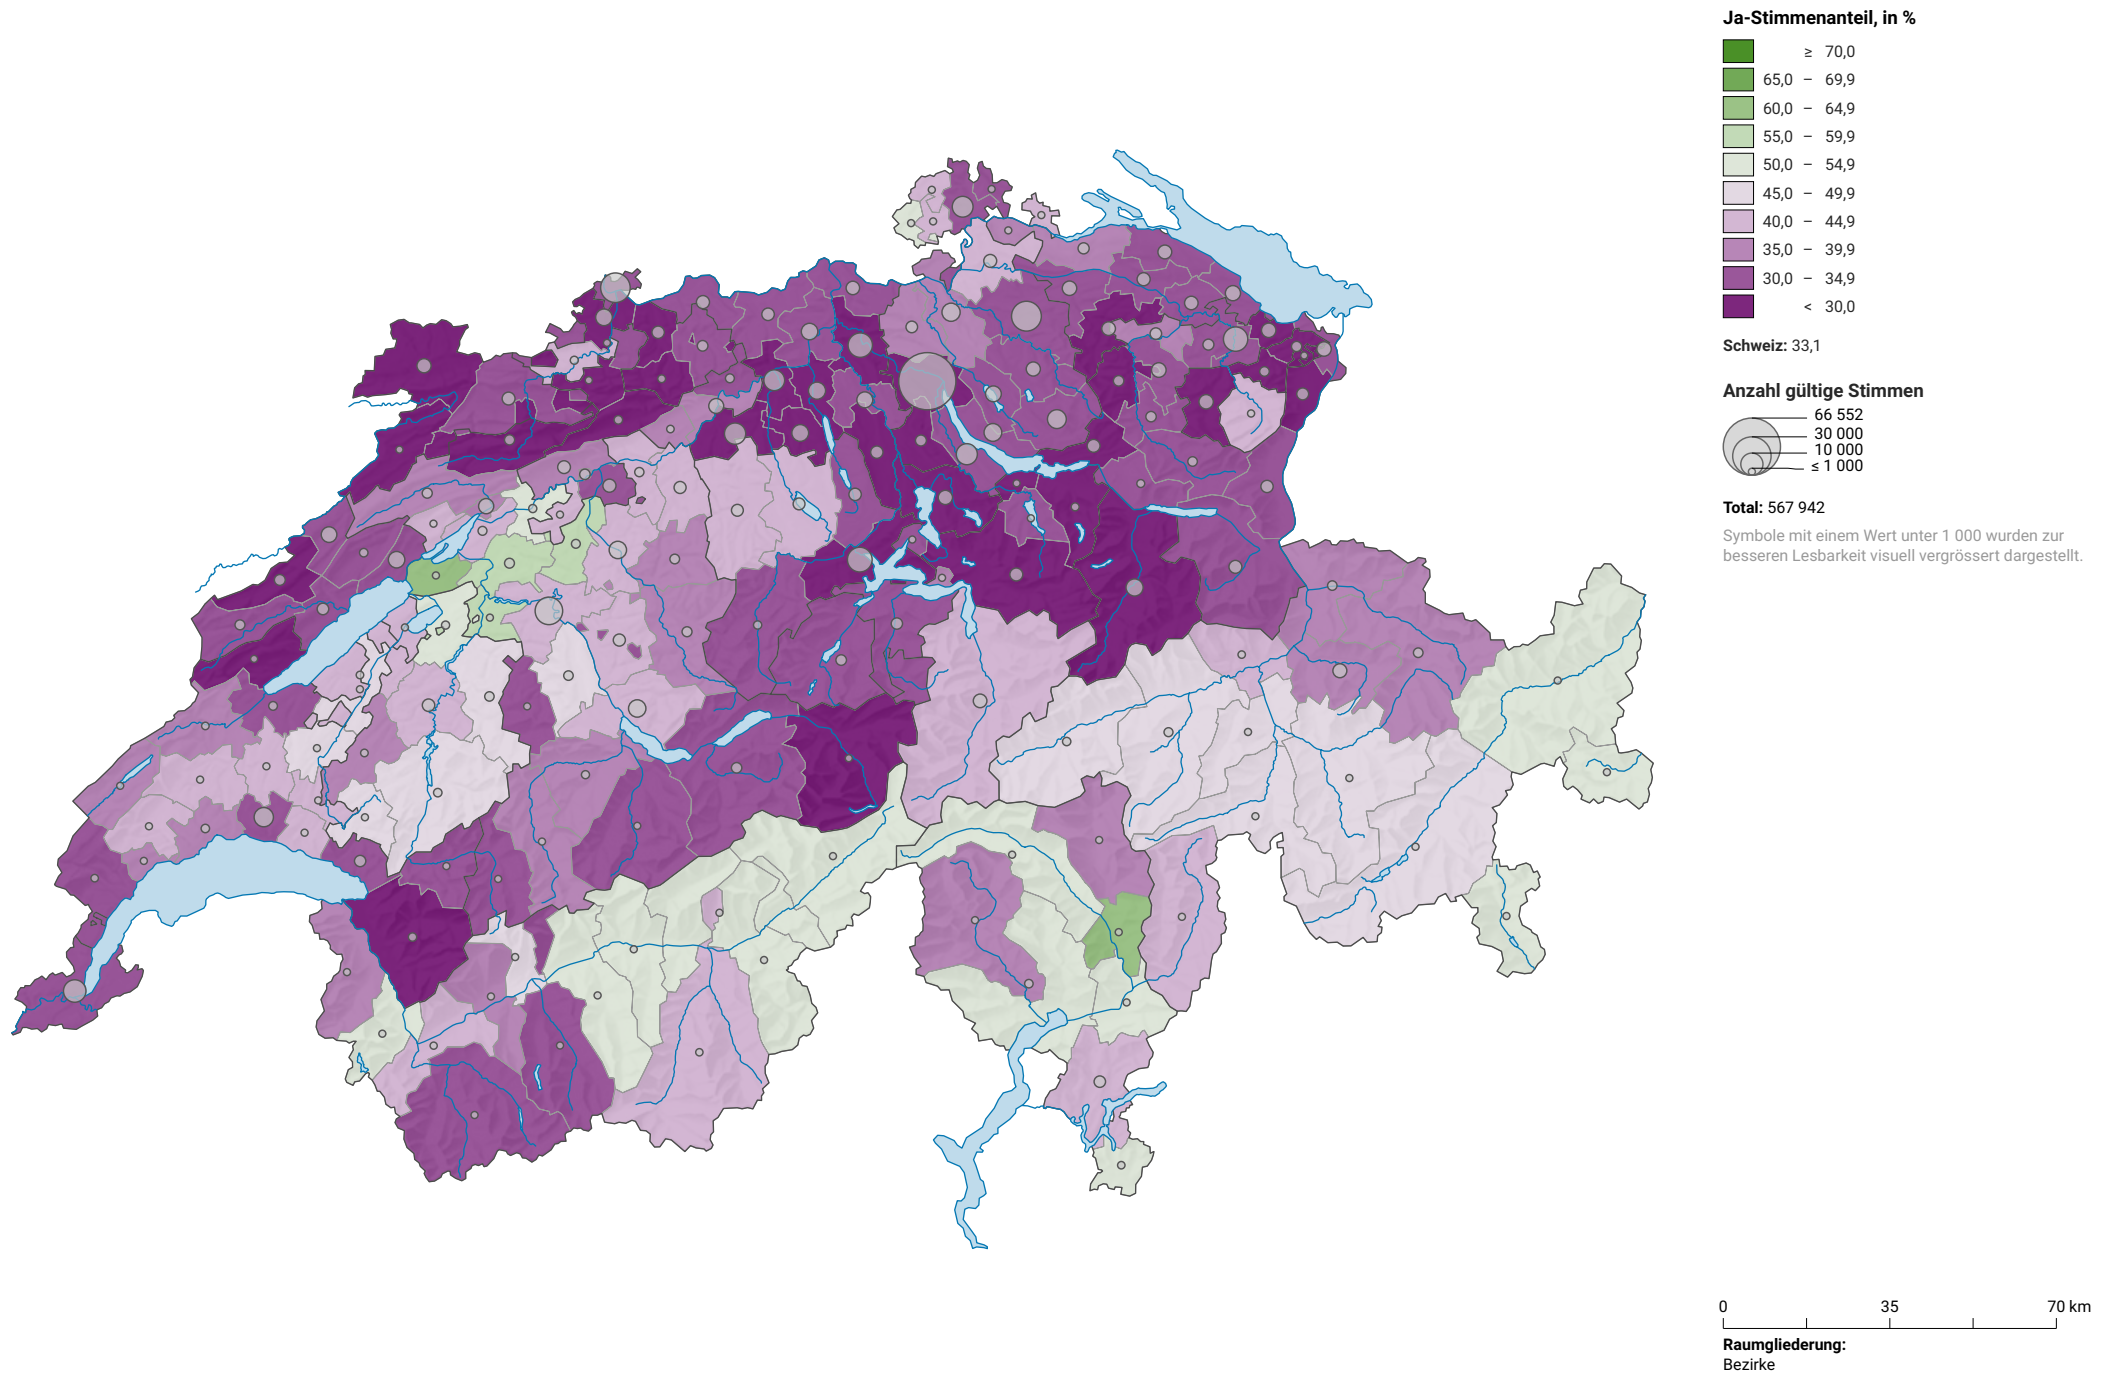 Ja-Stimmenanteil, in %
≥ 70,0
65,0 – 69,9
60,0 – 64,9
55,0 – 59,9
50,0 – 54,9
45,0 – 49,9
40,0 – 44,9
35,0 – 39,9
30,0 – 34,9
< 30,0
Schweiz: 33,1
Anzahl gültige Stimmen
66 552
30 000
10 000
≤ 1 000
Total: 567 942
Symbole mit einem Wert unter 1 000 wurden zur
besseren Lesbarkeit visuell vergrössert dargestellt.
0 35 70 km
Raumgliederung:
Bezirke